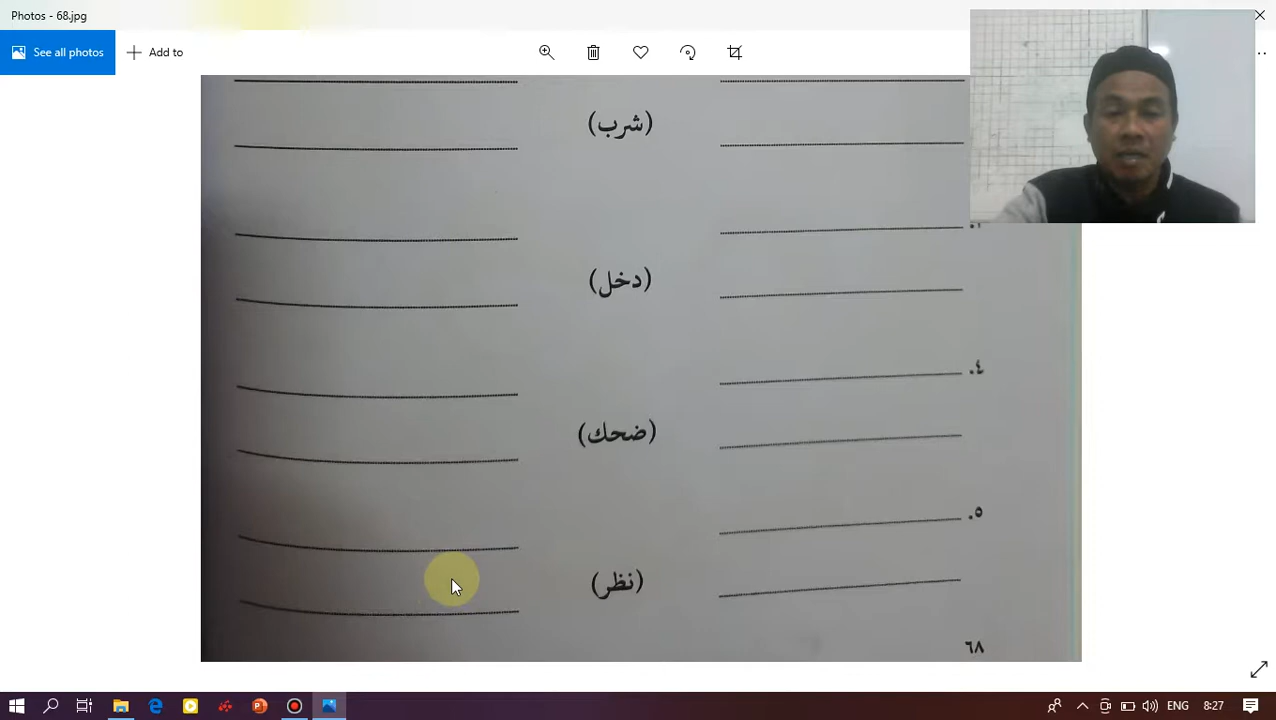 Photos - 68.jpg
See all photos
Add to
(شرب)
(دخل)
.٤
(ضحك)
.٥
(نظر)
٦٨
ENG
8:27